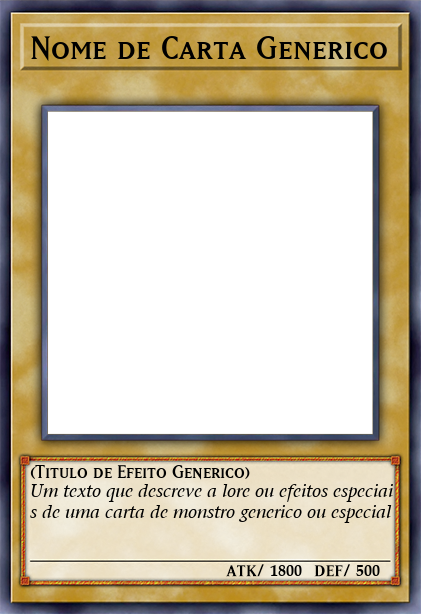 Nome de Carta Generico
(Titulo de Efeito Generico)
Um texto que descreve a lore ou efeitos especiai
s de uma carta de monstro generico ou especial
ATK/ 1800 DEF/ 500